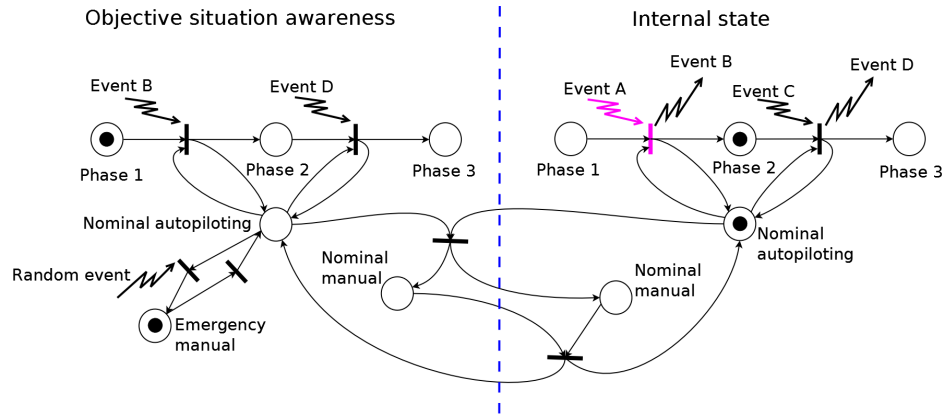 Objective situation awareness
Internal state
Event B
Event D
Event A
Event B
Event C
Event D
Phase 1
Phase 2
Phase 3
Phase 1
Phase 2
Phase 3
Nominal autopiloting
Nominal
autopiloting
Random event
Nominal
manual
Nominal
manual
Emergency
manual